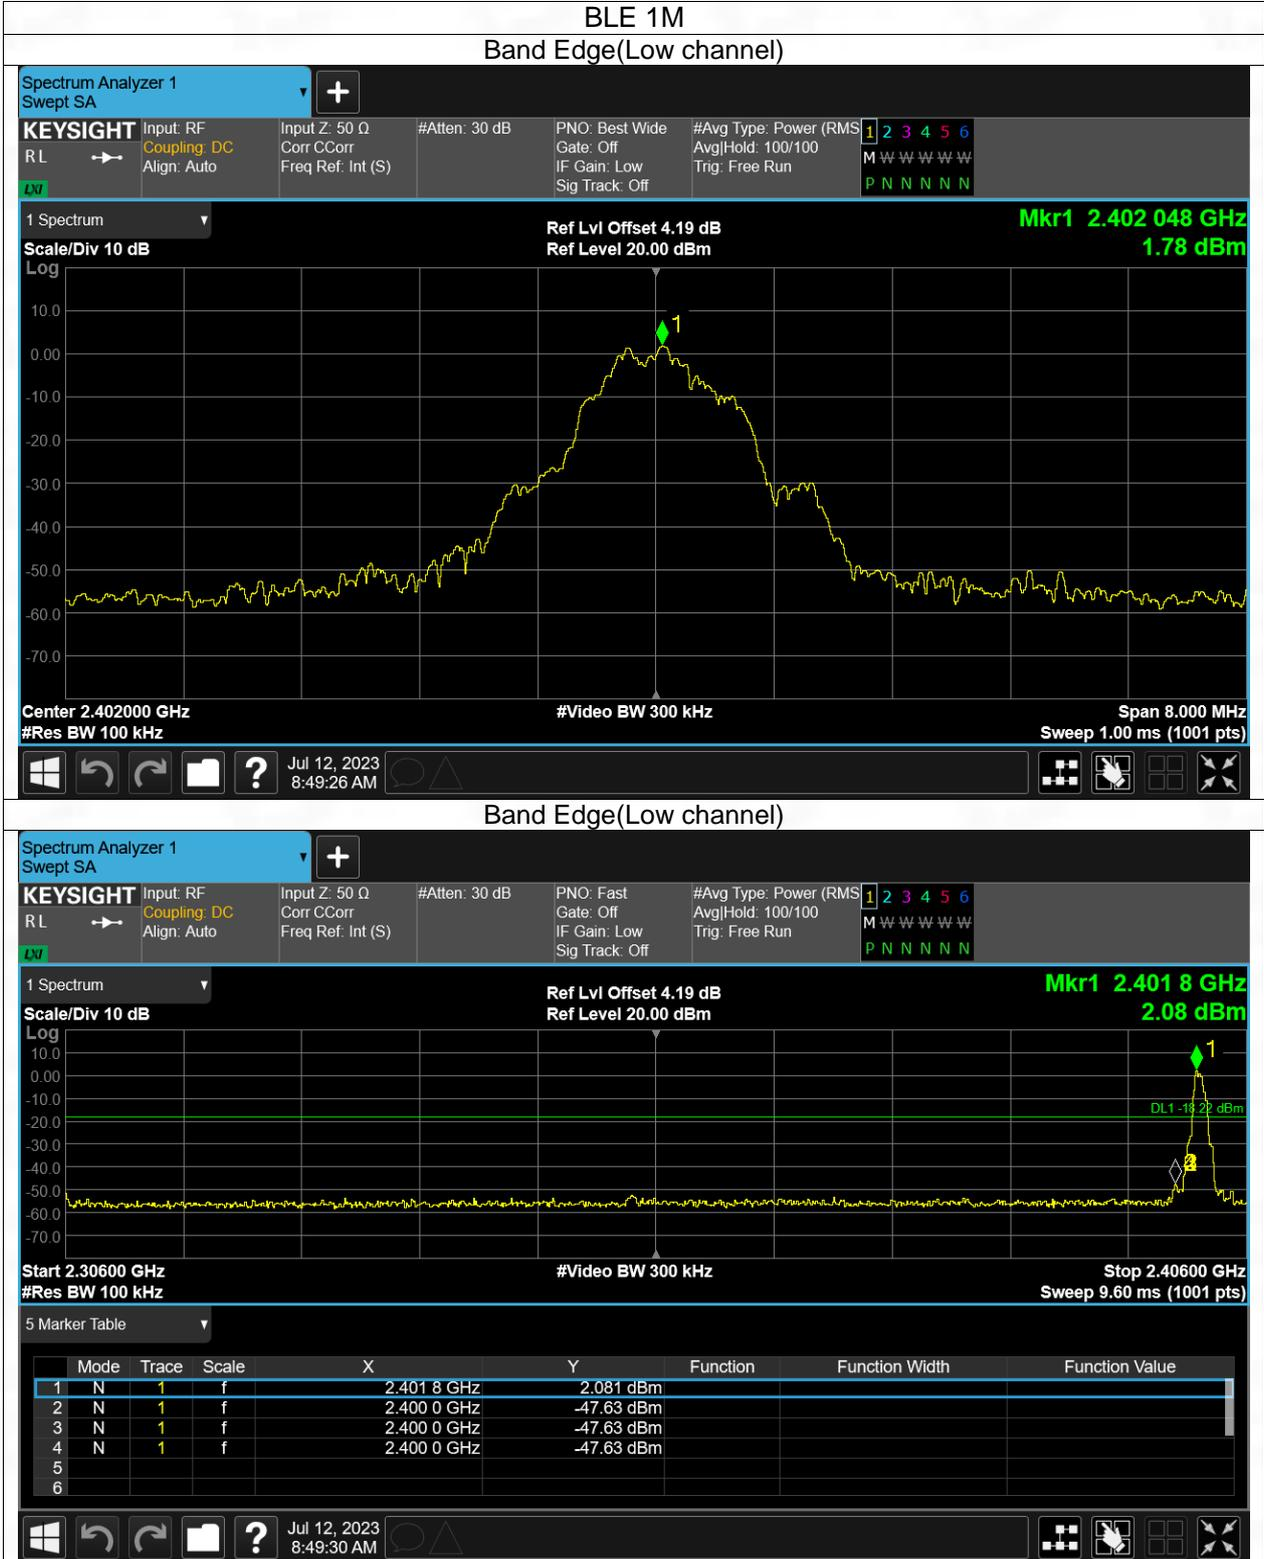 BLE 1M
Band Edge(Low channel)
Spectrum Analyzer 1
Swept SA
KEYSIGHT
R L
LXI
Input: RF
Coupling: DC
Align: Auto
Input Z: 50 Ω
Corr CCorr
Freq Ref: Int (S)
#Atten: 30 dB
PNO: Best Wide
Gate: Off
IF Gain: Low
Sig Track: Off
#Avg Type: Power (RMS
Avg|Hold: 100/100
Trig: Free Run
1 2 3 4 5 6
M W W W W W
P N N N N N
1 Spectrum
Scale/Div 10 dB
Ref Lvl Offset 4.19 dB
Ref Level 20.00 dBm
Mkr1 2.402 048 GHz
1.78 dBm
Log
10.0
0.00
-10.0
-20.0
-30.0
-40.0
-50.0
-60.0
-70.0
1
Center 2.402000 GHz
#Video BW 300 kHz
Span 8.000 MHz
#Res BW 100 kHz
Sweep 1.00 ms (1001 pts)
?
Jul 12, 2023
8:49:26 AM
Band Edge(Low channel)
Spectrum Analyzer 1
Swept SA
KEYSIGHT
R L
LXI
Input: RF
Coupling: DC
Align: Auto
Input Z: 50 Ω
Corr CCorr
Freq Ref: Int (S)
#Atten: 30 dB
PNO: Fast
Gate: Off
IF Gain: Low
Sig Track: Off
#Avg Type: Power (RMS
Avg|Hold: 100/100
Trig: Free Run
1 2 3 4 5 6
M W W W W W
P N N N N N
1 Spectrum
Scale/Div 10 dB
Ref Lvl Offset 4.19 dB
Ref Level 20.00 dBm
Mkr1 2.401 8 GHz
2.08 dBm
Log
10.0
0.00
-10.0
-20.0
-30.0
-40.0
-50.0
-60.0
-70.0
1
DL1 -18.22 dBm
Start 2.30600 GHz
#Video BW 300 kHz
Stop 2.40600 GHz
#Res BW 100 kHz
Sweep 9.60 ms (1001 pts)
5 Marker Table
Mode Trace Scale X Y Function Function Width Function Value
1 N 1 f 2.401 8 GHz 2.081 dBm
2 N 1 f 2.400 0 GHz -47.63 dBm
3 N 1 f 2.400 0 GHz -47.63 dBm
4 N 1 f 2.400 0 GHz -47.63 dBm
5
6
?
Jul 12, 2023
8:49:30 AM